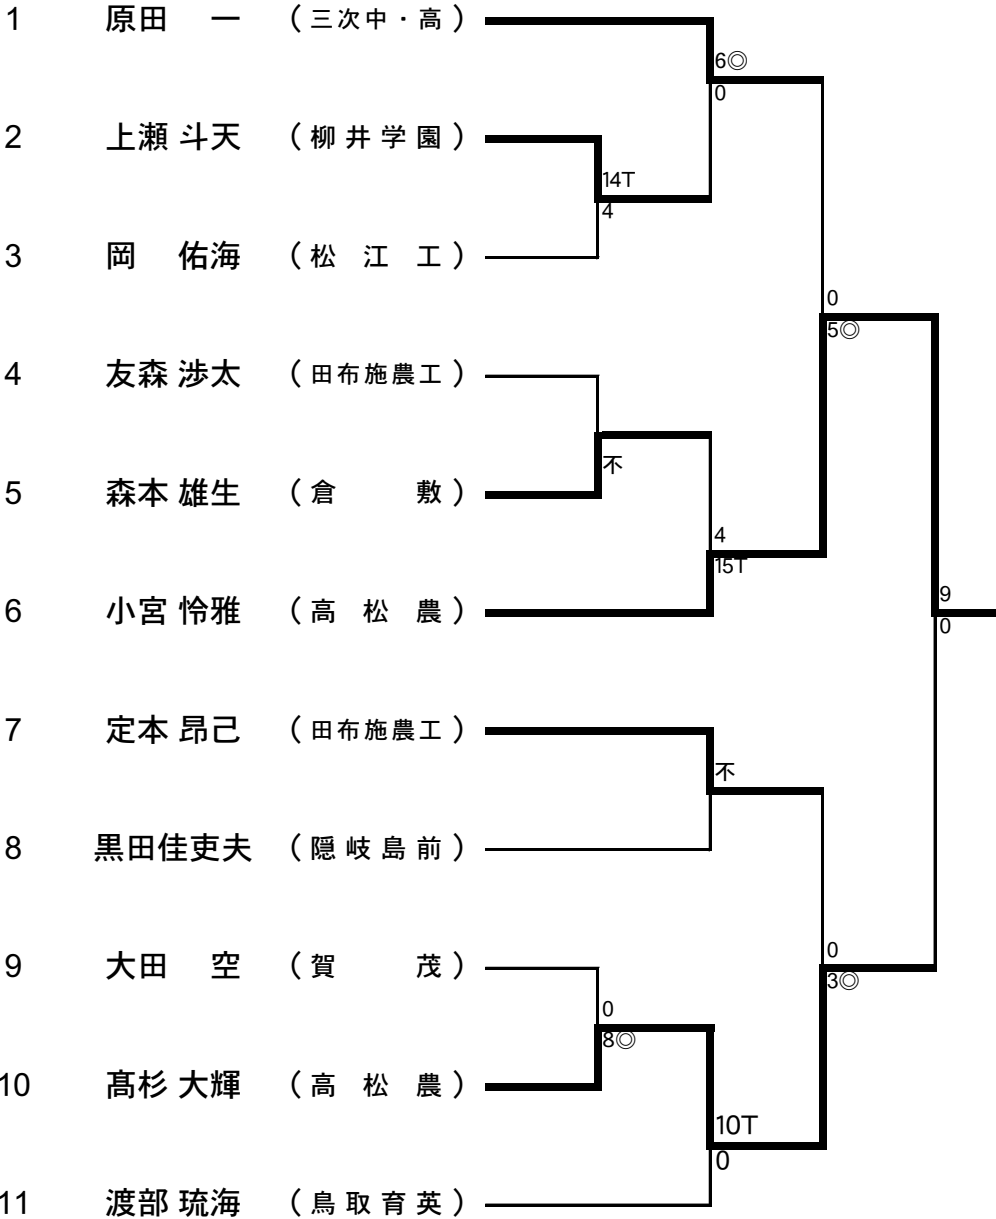 1 原田 一 (三次中・高)
6◎
0
2 上瀬 斗天 (柳井学園)
14T
4
3 岡 佑海 (松江工)
0
5◎
4 友森 渉太 (田布施農工)
不
5 森本 雄生 (倉敷)
4
15T
6 小宮 怜雅 (高松農)
9
0
7 定本 昂己 (田布施農工)
不
8 黒田佳吏夫 (隠岐島前)
0
3◎
9 大田 空 (賀茂)
0
8◎
10 髙杉 大輝 (高松農)
10T
0
11 渡部 琉海 (鳥取育英)